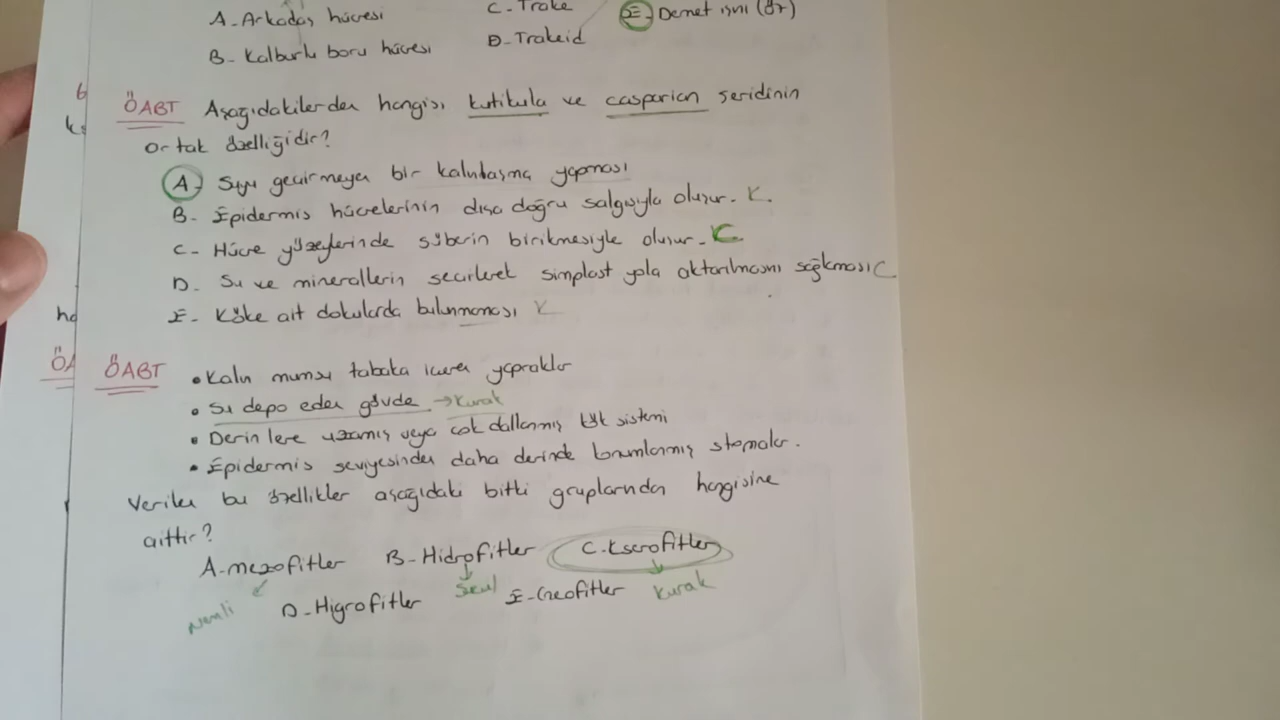 A - Arkadaş hücresi
C - Trake
E - Demet ışını (öz)
B - Kalburlu boru hücresi
D - Trakeid
ÖABT Aşağıdakilerden hangisi kutikula ve casparian şeridinin
ortak özelliğidir?
A - Suyu geçirmeyen bir kalınlaşma yapması
B - Epidermis hücrelerinin dışa doğru salgısıyla oluşur. K.
C - Hücre yüzeylerinde süberin birikmesiyle oluşur. C
D - Su ve minerallerin seçilerek simplast yola aktarılmasını sağlaması C
E - Köke ait dokularda bulunmaması K
ÖABT • Kalın mumsu tabaka içeren yapraklar
• Su depo eden gövde → Kurak
• Derinlere uzamış veya çok dallanmış kök sistemi
• Epidermis seviyesinden daha derinde konumlanmış stomalar.
Verilen bu özellikler aşağıdaki bitki gruplarından hangisine
aittir?
A - mezofitler B - Hidrofitler C - Kserofitler
Nemli D - Higrofitler Sucul E - Geofitler Kurak